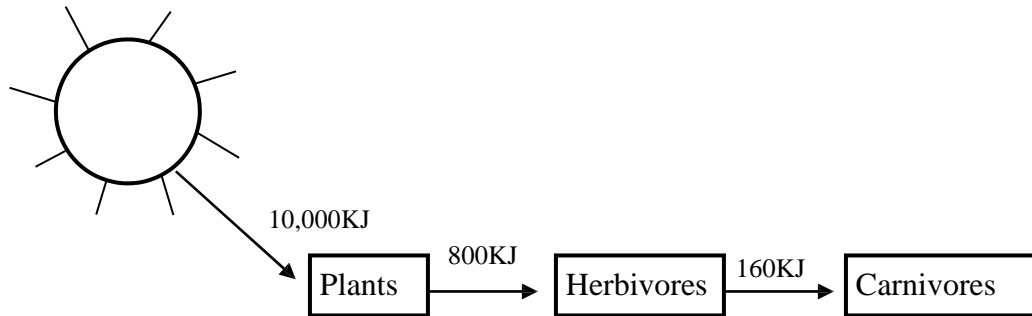 10,000KJ
800KJ
160KJ
Plants
Herbivores
Carnivores